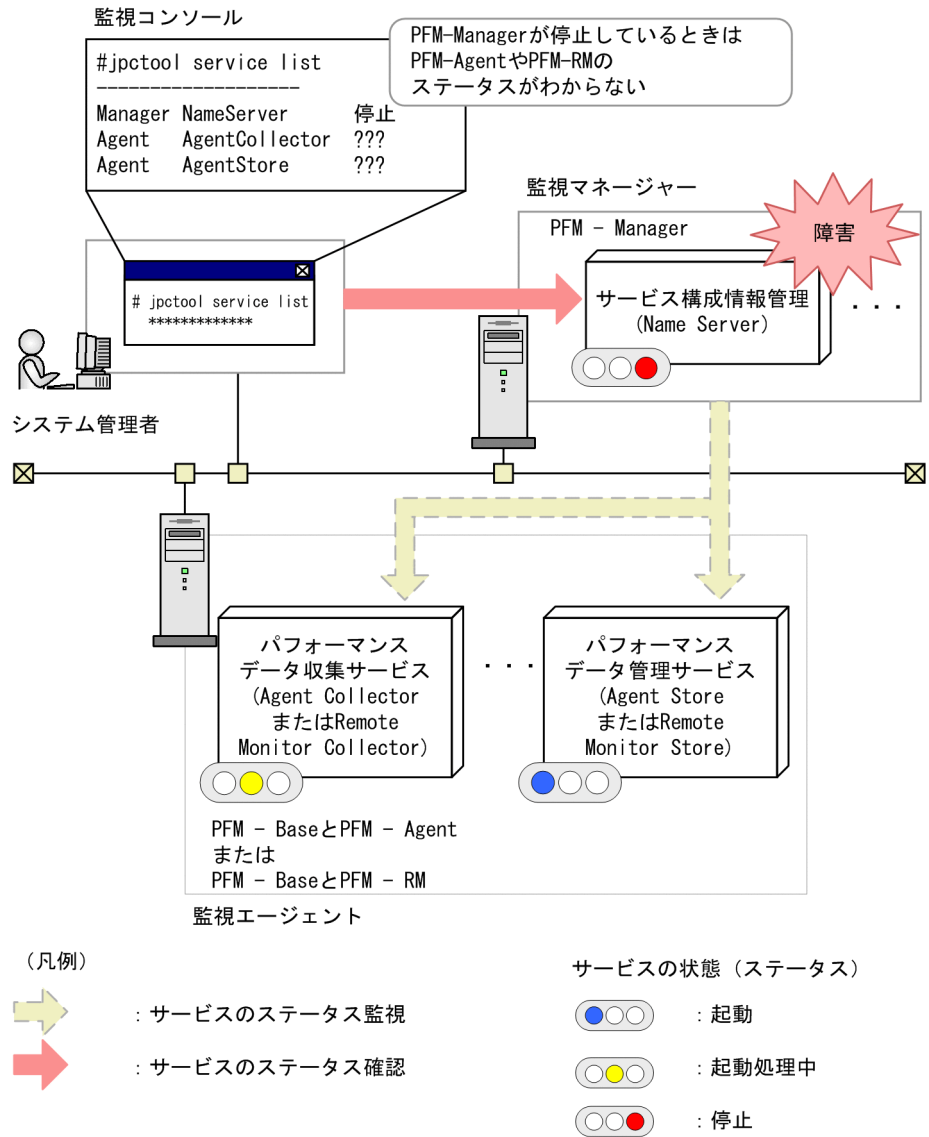 監視コンソール
#jpctool service list
-------------------
Manager NameServer 停止
Agent AgentCollector ???
Agent AgentStore ???
PFM-Managerが停止しているときは
PFM-AgentやPFM-RMの
ステータスがわからない
監視マネージャー
PFM - Manager
障害
サービス構成情報管理
(Name Server)
・・・
# jpctool service list
*************
システム管理者
パフォーマンス
データ収集サービス
(Agent Collector
またはRemote
Monitor Collector)
・・・
パフォーマンス
データ管理サービス
(Agent Store
またはRemote
Monitor Store)
PFM - BaseとPFM - Agent
または
PFM - BaseとPFM - RM
監視エージェント
(凡例)
：サービスのステータス監視
：サービスのステータス確認
サービスの状態（ステータス）
：起動
：起動処理中
：停止